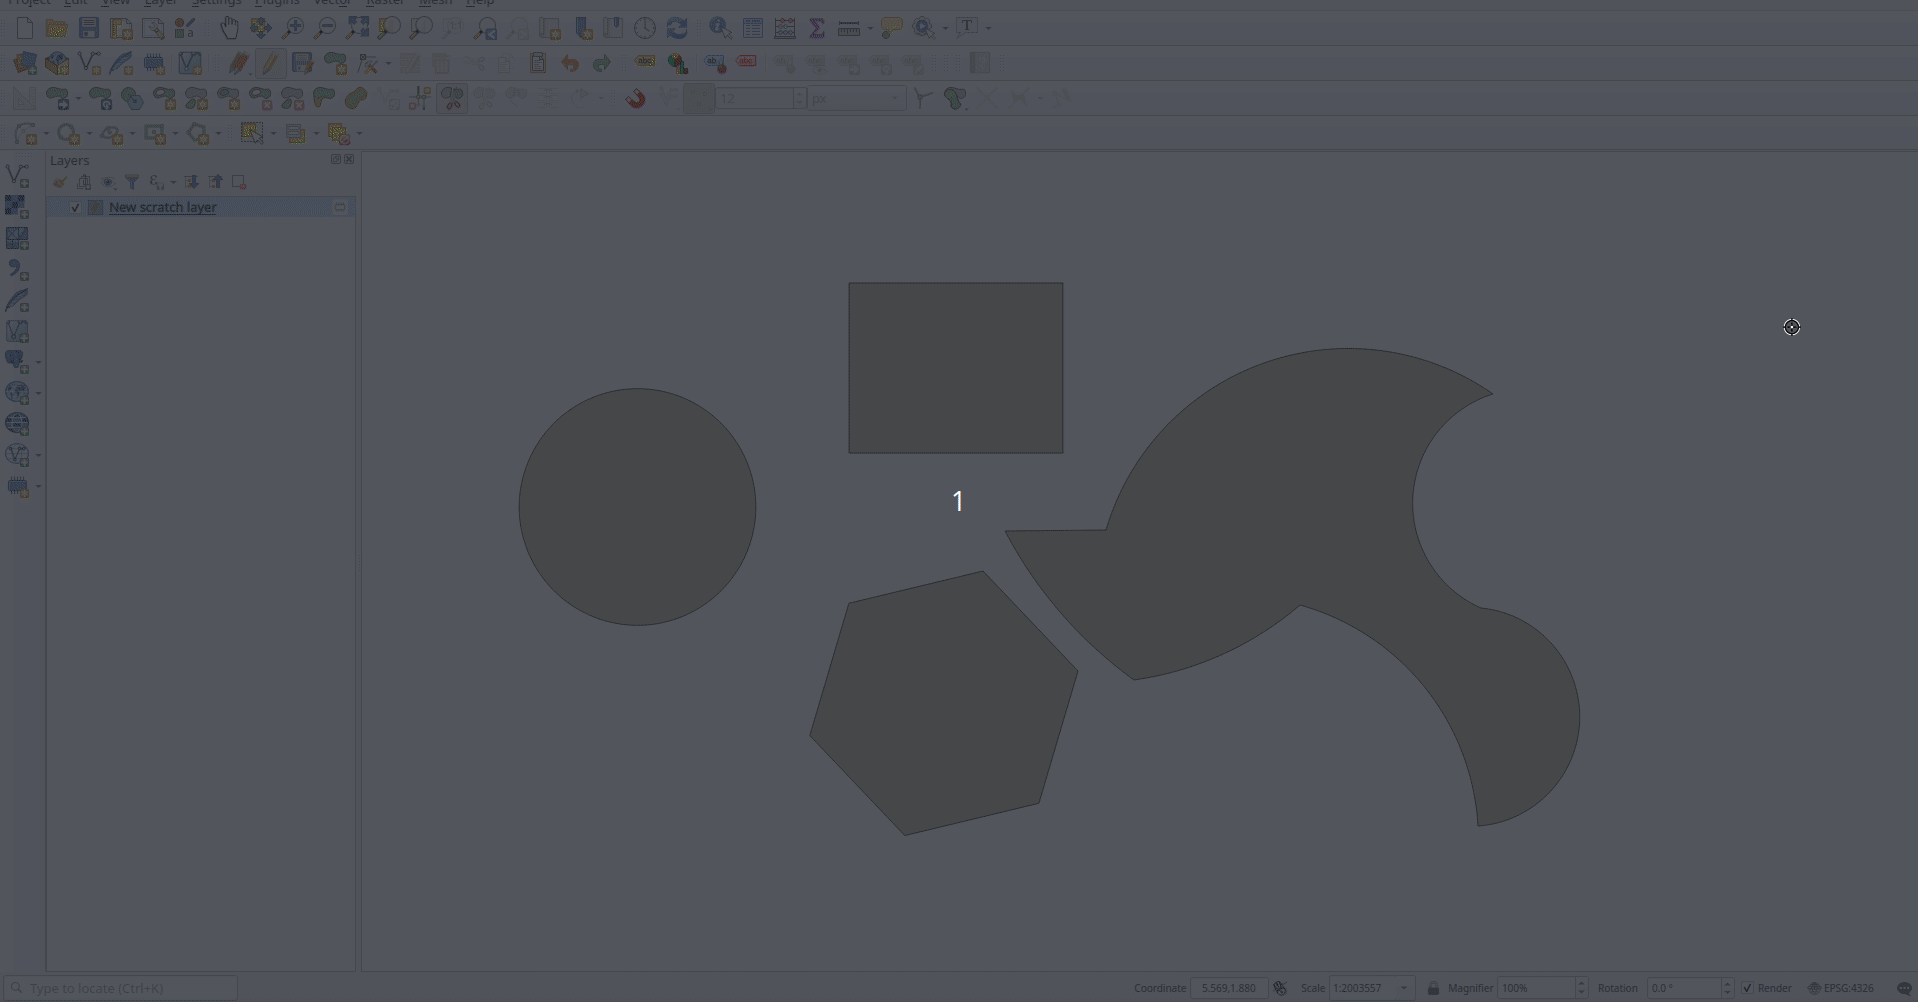 Project Edit View Layer Settings Plugins Vector Raster Mesh Help
12 px
Layers
New scratch layer
1
Type to locate (Ctrl+K) Coordinate 5.569,1.880 Scale 1:2003557 Magnifier 100% Rotation 0.0 ° Render EPSG:4326